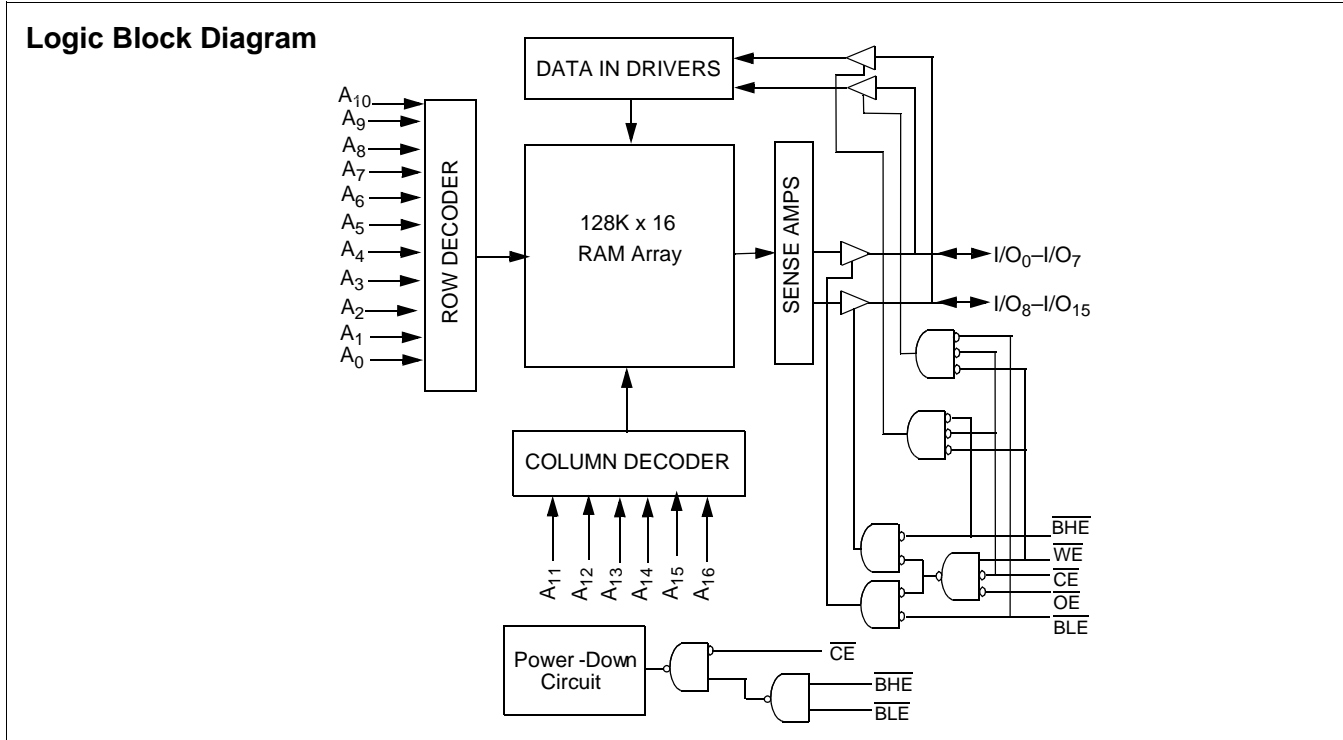 Logic Block Diagram
DATA IN DRIVERS
A10
A9
A8
A7
A6
A5
A4
A3
A2
A1
A0
ROW DECODER
128K x 16
RAM Array
SENSE AMPS
I/O0–I/O7
I/O8–I/O15
COLUMN DECODER
A11
A12
A13
A14
A15
A16
BHE
WE
CE
OE
BLE
Power -Down
Circuit
CE
BHE
BLE